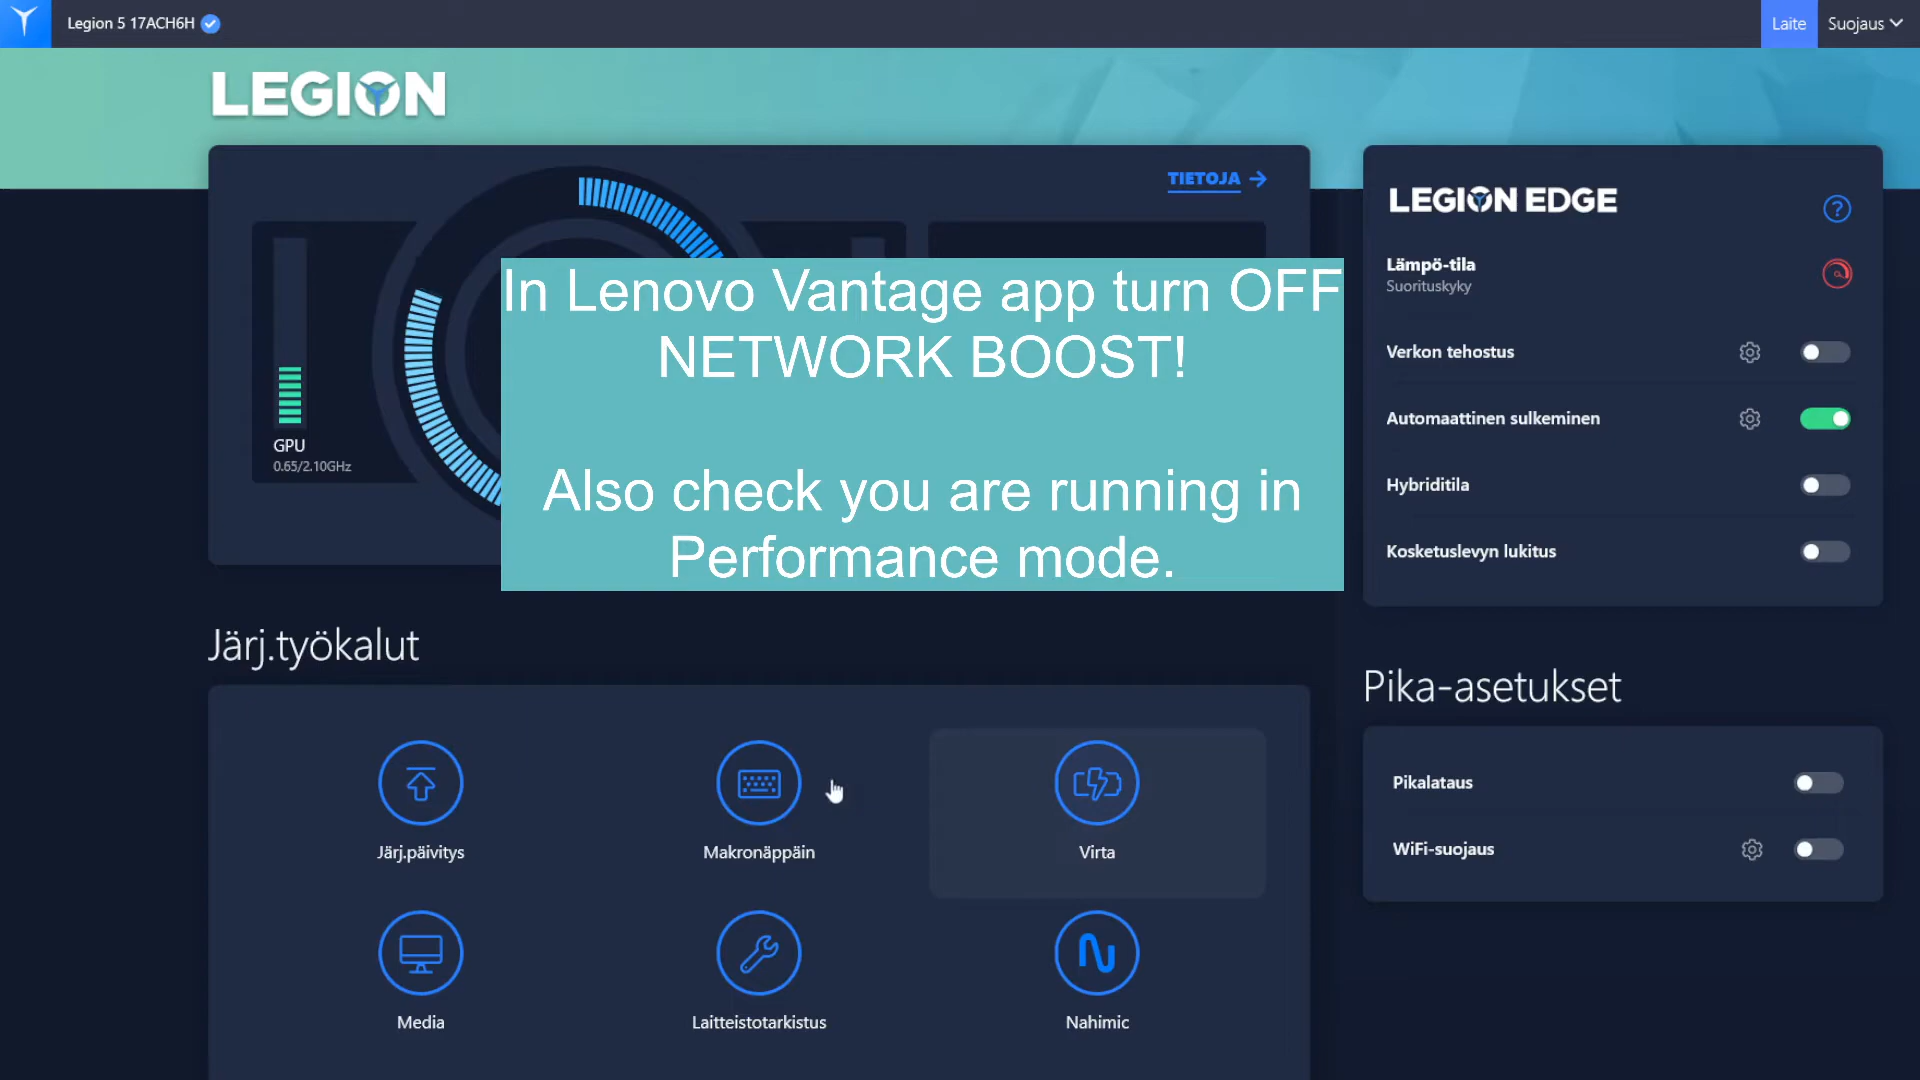 Legion 5 17ACH6H
Laite
Suojaus
LEGION
TIETOJA
GPU
0.65/2.10GHz
In Lenovo Vantage app turn OFF
NETWORK BOOST!
Also check you are running in
Performance mode.
LEGION EDGE
?
Lämpö-tila
Suorituskyky
Verkon tehostus
Automaattinen sulkeminen
Hybriditila
Kosketuslevyn lukitus
Järj.työkalut
Järj.päivitys
Makronäppäin
Virta
Media
Laitteistotarkistus
Nahimic
Pika-asetukset
Pikalataus
WiFi-suojaus